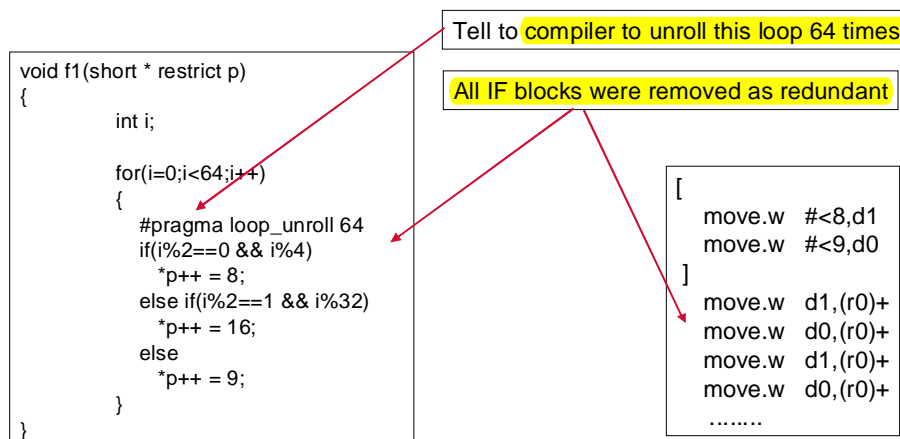 Tell to compiler to unroll this loop 64 times
All IF blocks were removed as redundant
void f1(short * restrict p)
{
int i;
for(i=0;i<64;i++)
{
#pragma loop_unroll 64
if(i%2==0 && i%4)
*p++ = 8;
else if(i%2==1 && i%32)
*p++ = 16;
else
*p++ = 9;
}
}
[
move.w #<8,d1
move.w #<9,d0
]
move.w d1,(r0)+
move.w d0,(r0)+
move.w d1,(r0)+
move.w d0,(r0)+
........